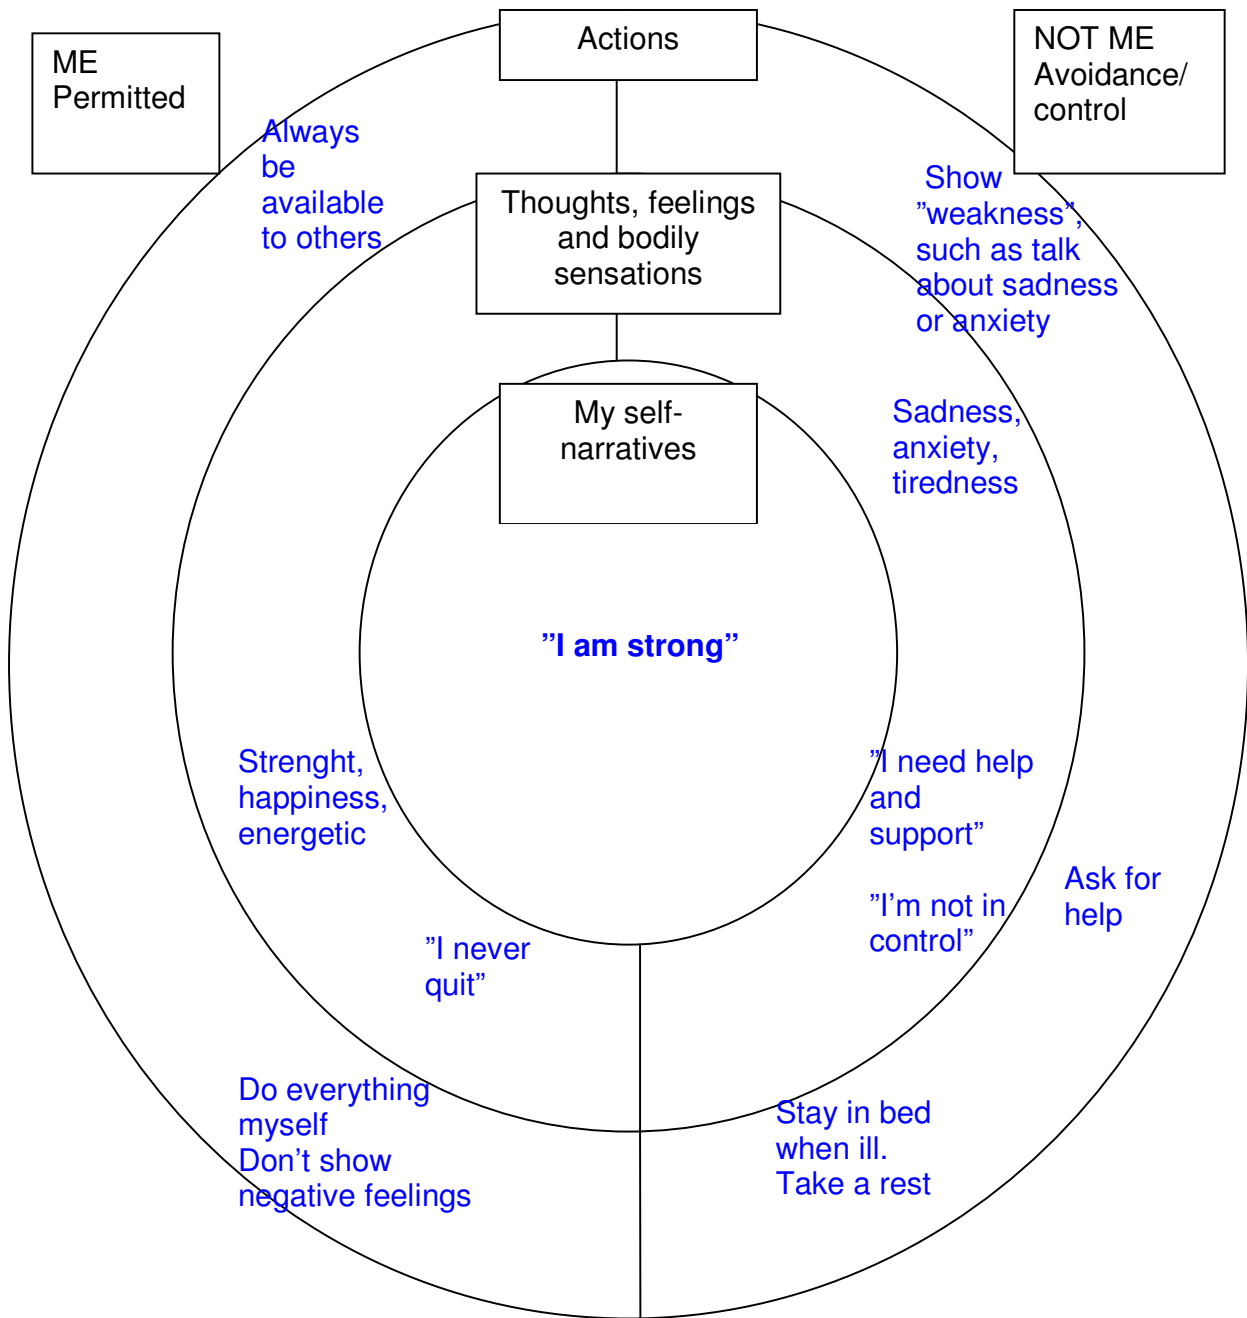 Actions
ME
Permitted
NOT ME
Avoidance/
control
Always
be
available
to others
Thoughts, feelings
and bodily
sensations
Show
”weakness”,
such as talk
about sadness
or anxiety
My self-
narratives
Sadness,
anxiety,
tiredness
”I am strong”
Strenght,
happiness,
energetic
”I need help
and
support”
”I’m not in
control”
Ask for
help
”I never
quit”
Do everything
myself
Don’t show
negative feelings
Stay in bed
when ill.
Take a rest